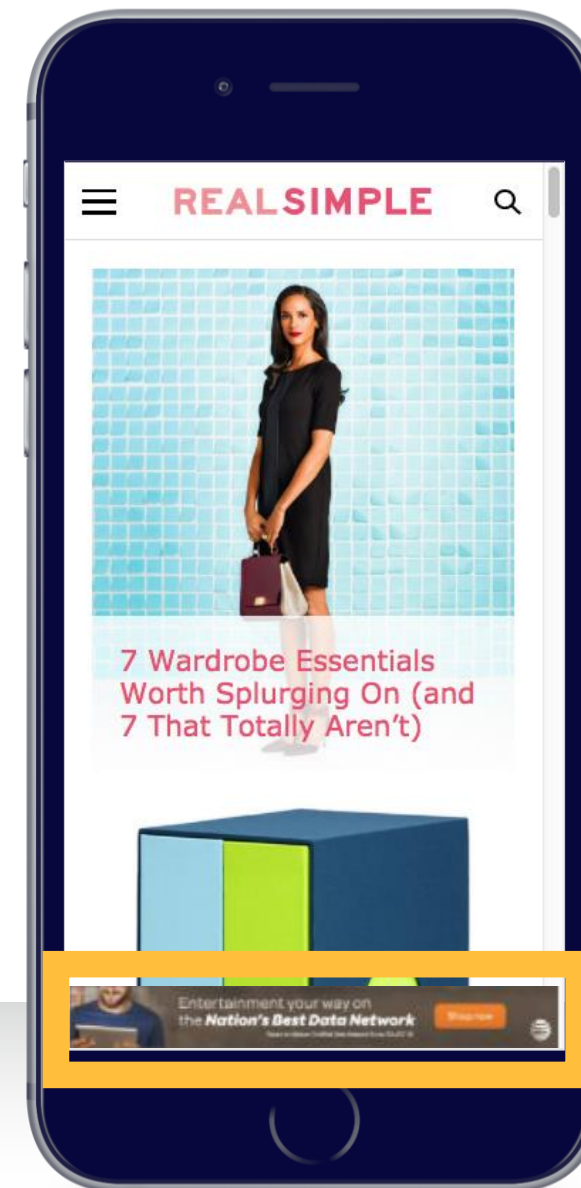 REALSIMPLE
7 Wardrobe Essentials
Worth Splurging On (and
7 That Totally Aren't)
Entertainment your way on
the Nation's Best Data Network
Shop now